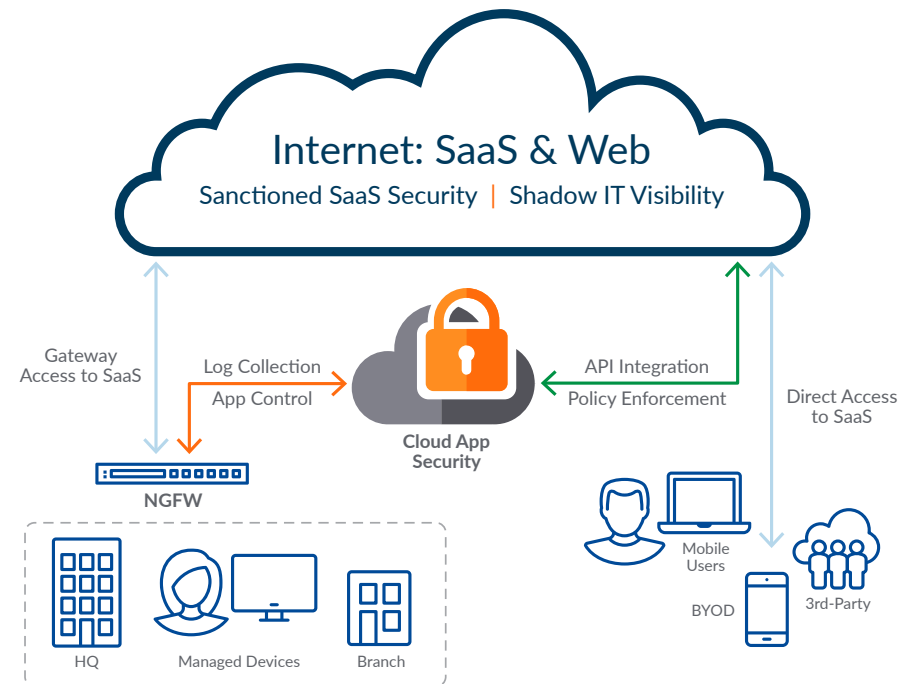 Internet: SaaS & Web
Sanctioned SaaS Security | Shadow IT Visibility
Gateway
Access to SaaS
Log Collection
App Control
API Integration
Policy Enforcement
Direct Access
to SaaS
Cloud App
Security
NGFW
Mobile
Users
BYOD
3rd-Party
HQ
Managed Devices
Branch